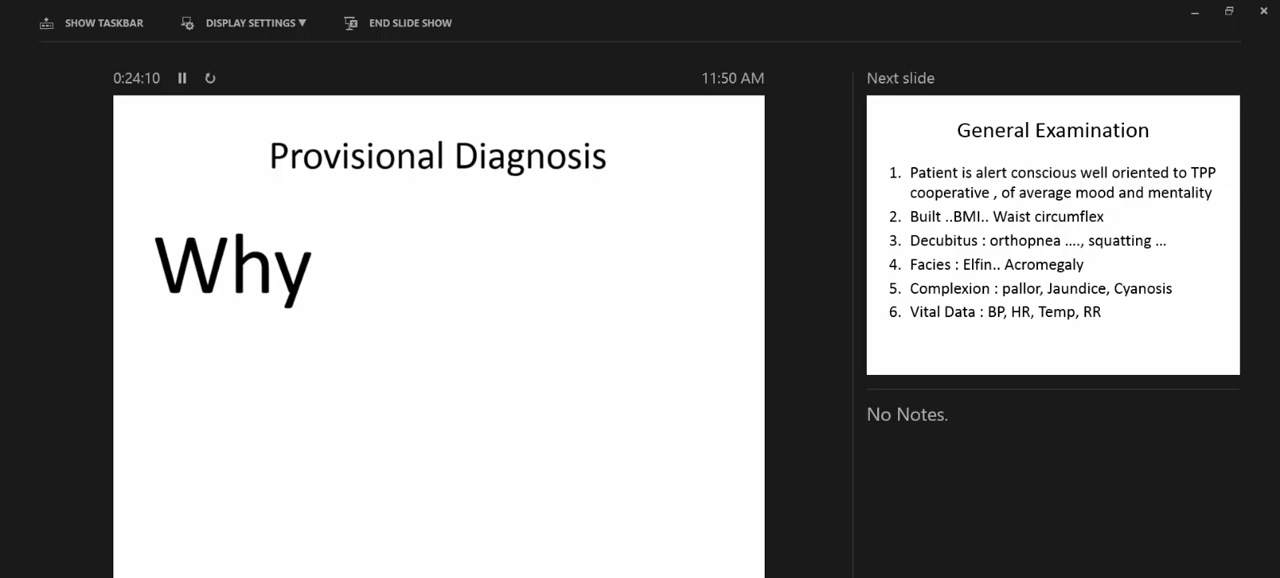 SHOW TASKBAR DISPLAY SETTINGS ▼ END SLIDE SHOW
0:24:10 11:50 AM Next slide
Provisional Diagnosis
Why
General Examination
1. Patient is alert conscious well oriented to TPP
cooperative , of average mood and mentality
2. Built ..BMI.. Waist circumflex
3. Decubitus : orthopnea ...., squatting ...
4. Facies : Elfin.. Acromegaly
5. Complexion : pallor, Jaundice, Cyanosis
6. Vital Data : BP, HR, Temp, RR
No Notes.